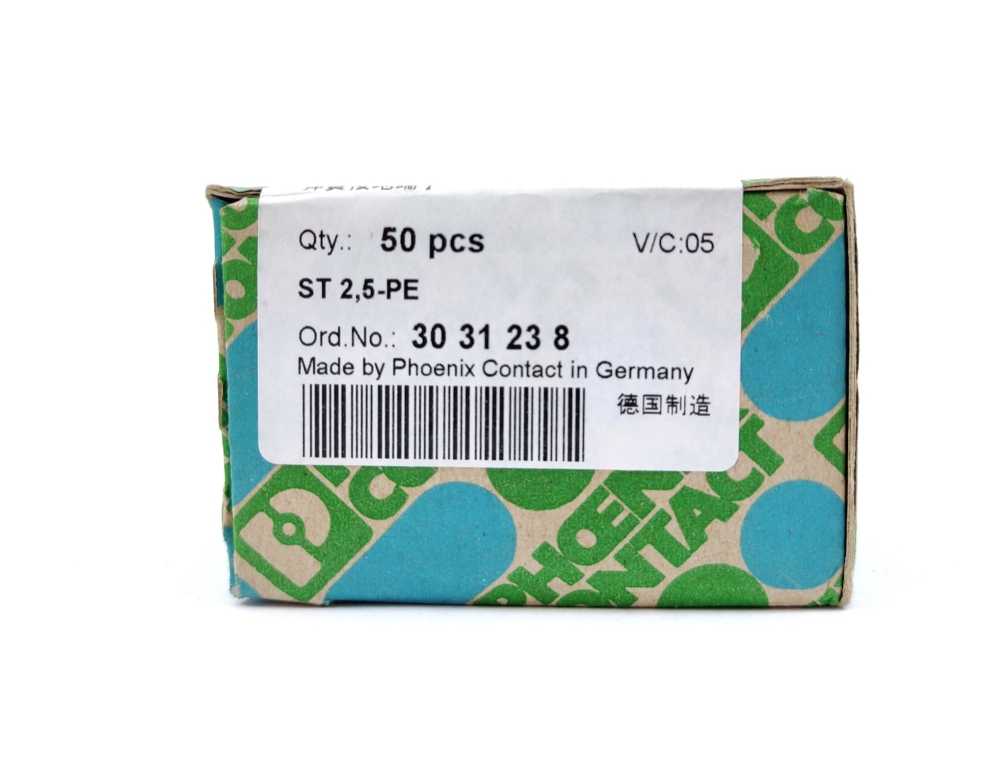 Qty.: 50 pcs V/C:05
ST 2,5-PE
Ord.No.: 30 31 23 8
Made by Phoenix Contact in Germany
德国制造
PHOENIX
CONTACT